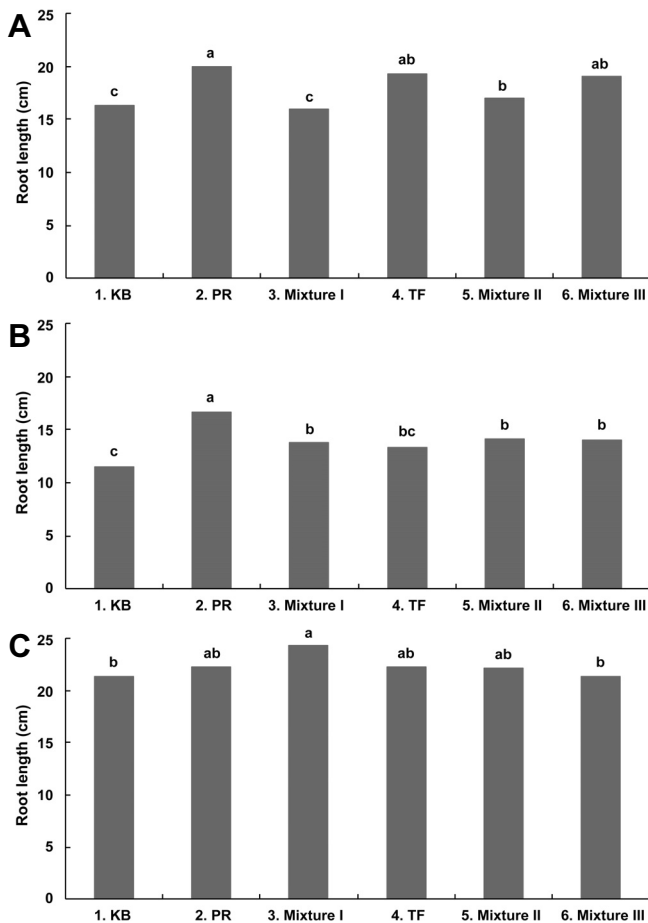 A
Root length (cm)
25
20
15
10
5
0
c
a
c
ab
b
ab
1. KB 2. PR 3. Mixture I 4. TF 5. Mixture II 6. Mixture III
B
Root length (cm)
25
20
15
10
5
0
c
a
b
bc
b
b
1. KB 2. PR 3. Mixture I 4. TF 5. Mixture II 6. Mixture III
C
Root length (cm)
25
20
15
10
5
0
b
ab
a
ab
ab
b
1. KB 2. PR 3. Mixture I 4. TF 5. Mixture II 6. Mixture III